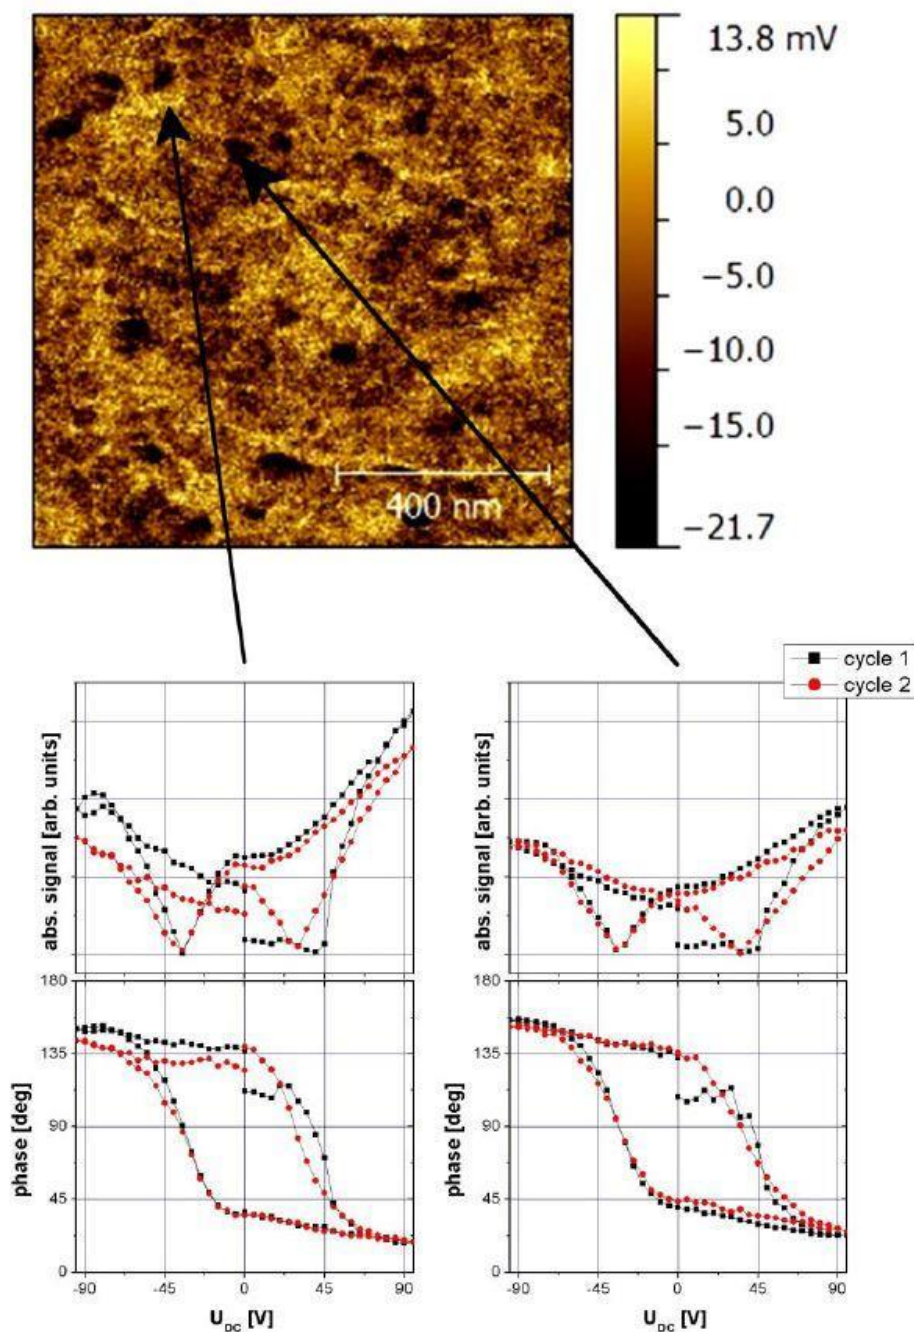 13.8 mV
5.0
0.0
−5.0
−10.0
−15.0
−21.7
400 nm
cycle 1
cycle 2
abs. signal [arb. units]
abs. signal [arb. units]
180
135
90
45
0
phase [deg]
-90
-45
0
45
90
U_DC [V]
180
135
90
45
0
phase [deg]
-90
-45
0
45
90
U_DC [V]